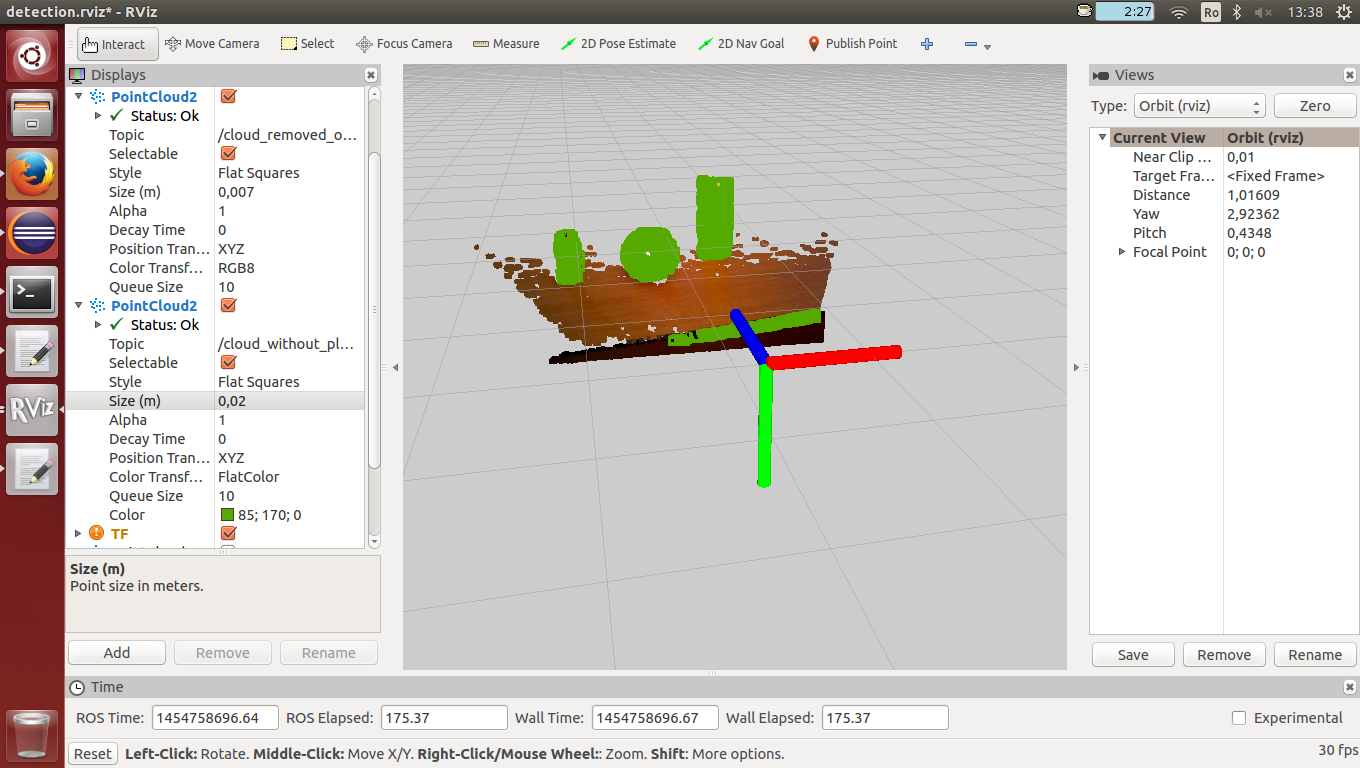 detection.rviz* - RViz
2:27 Ro 13:38
Interact Move Camera Select Focus Camera Measure 2D Pose Estimate 2D Nav Goal Publish Point
Displays
PointCloud2
Status: Ok
Topic /cloud_removed_o…
Selectable
Style Flat Squares
Size (m) 0,007
Alpha 1
Decay Time 0
Position Tran… XYZ
Color Transf… RGB8
Queue Size 10
PointCloud2
Status: Ok
Topic /cloud_without_pl…
Selectable
Style Flat Squares
Size (m) 0,02
Alpha 1
Decay Time 0
Position Tran… XYZ
Color Transf… FlatColor
Queue Size 10
Color 85; 170; 0
TF
Size (m)
Point size in meters.
Add Remove Rename
Views
Type: Orbit (rviz) Zero
Current View Orbit (rviz)
Near Clip … 0,01
Target Fra… <Fixed Frame>
Distance 1,01609
Yaw 2,92362
Pitch 0,4348
Focal Point 0; 0; 0
Save Remove Rename
RViz
Time
ROS Time: 1454758696.64 ROS Elapsed: 175.37 Wall Time: 1454758696.67 Wall Elapsed: 175.37 Experimental
Reset Left-Click: Rotate. Middle-Click: Move X/Y. Right-Click/Mouse Wheel:: Zoom. Shift: More options. 30 fps